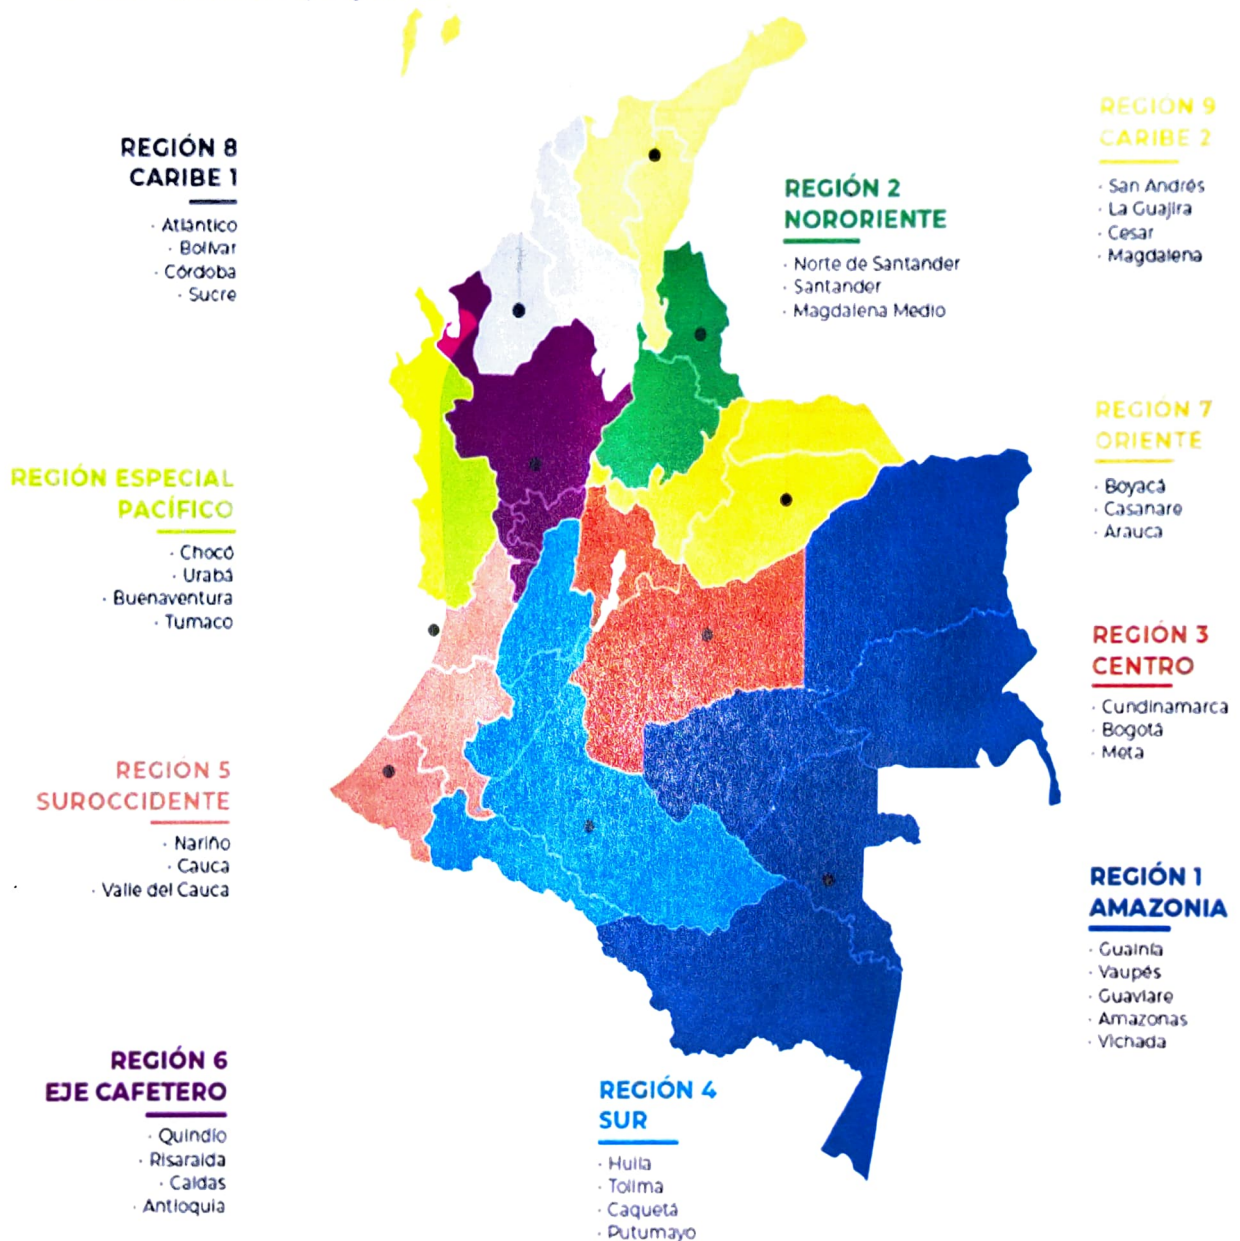 REGIÓN 8
CARIBE 1
· Atlántico
· Bolívar
· Córdoba
· Sucre
REGIÓN 9
CARIBE 2
· San Andrés
· La Guajira
· Cesar
· Magdalena
REGIÓN 2
NORORIENTE
· Norte de Santander
· Santander
· Magdalena Medio
REGIÓN ESPECIAL
PACÍFICO
· Chocó
· Urabá
· Buenaventura
· Tumaco
REGIÓN 7
ORIENTE
· Boyacá
· Casanare
· Arauca
REGIÓN 3
CENTRO
· Cundinamarca
· Bogotá
· Meta
REGIÓN 5
SUROCCIDENTE
· Nariño
· Cauca
· Valle del Cauca
REGIÓN 1
AMAZONIA
· Guainía
· Vaupés
· Guaviare
· Amazonas
· Vichada
REGIÓN 6
EJE CAFETERO
· Quindío
· Risaralda
· Caldas
· Antioquia
REGIÓN 4
SUR
· Huila
· Tolima
· Caquetá
· Putumayo